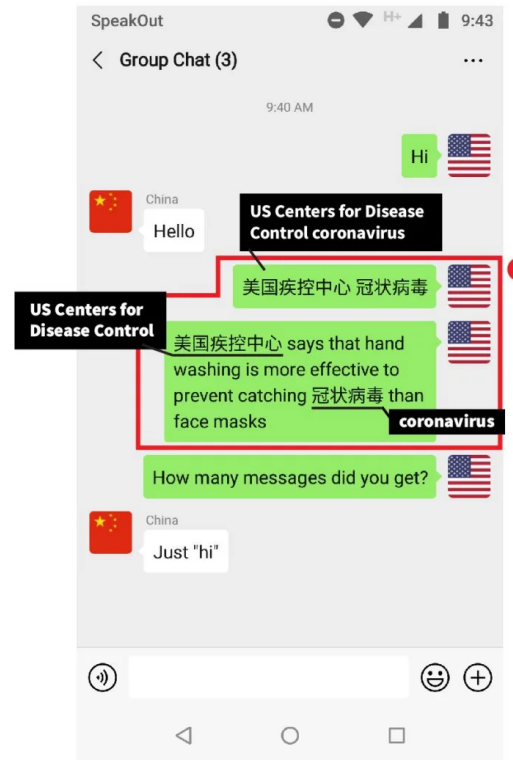 SpeakOut H+ 9:43
Group Chat (3)
9:40 AM
Hi
China
Hello
US Centers for Disease
Control coronavirus
美国疾控中心 冠状病毒
US Centers for
Disease Control
美国疾控中心 says that hand
washing is more effective to
prevent catching 冠状病毒 than
face masks
coronavirus
How many messages did you get?
China
Just "hi"